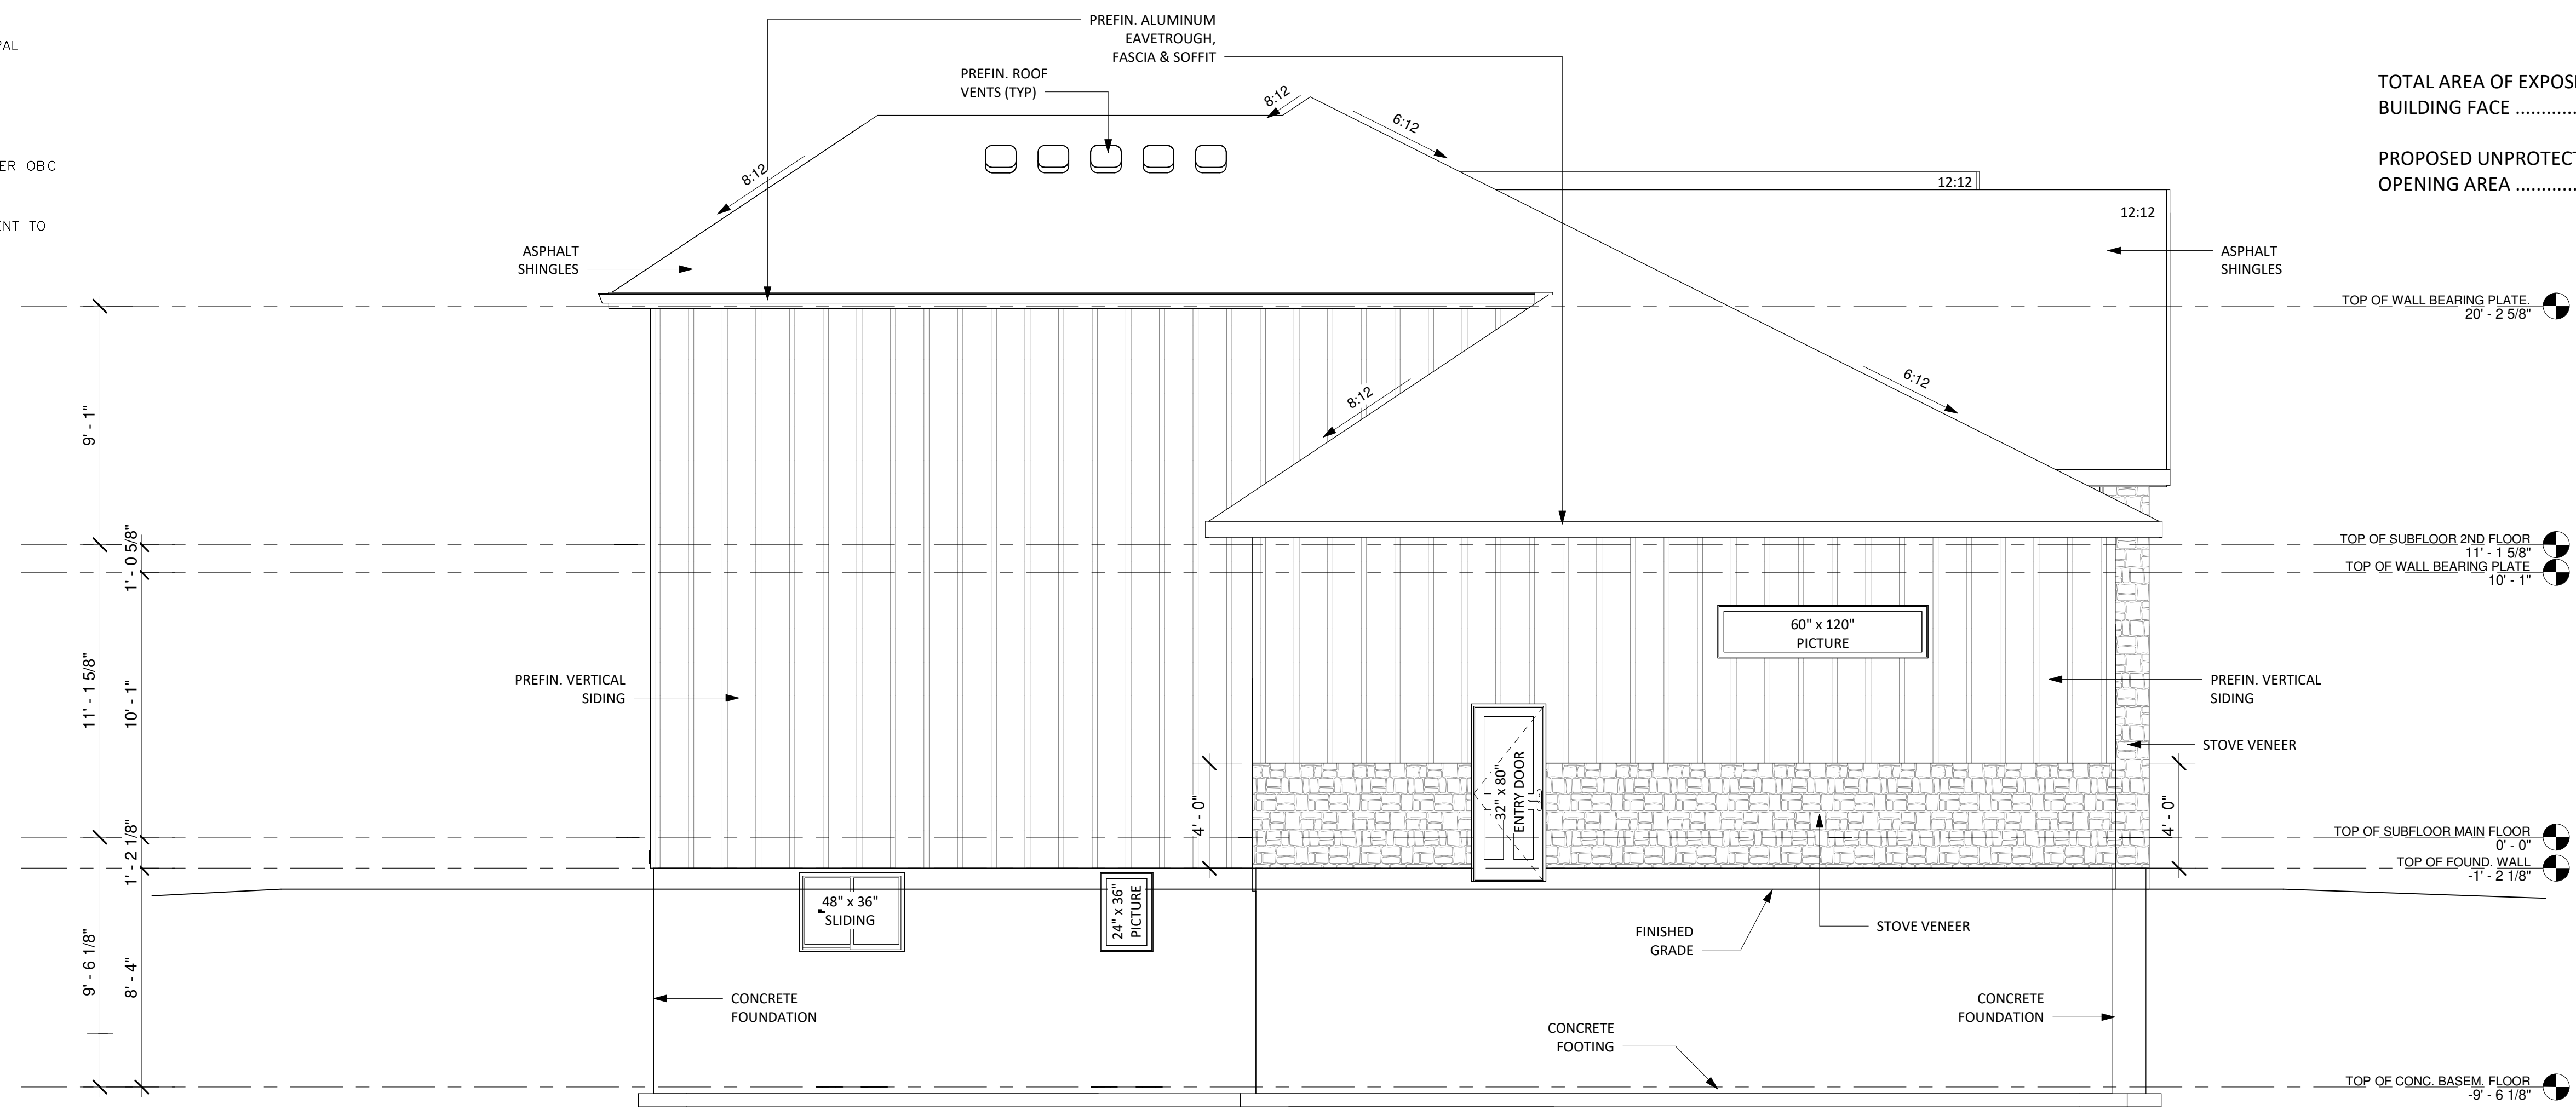 PAL
ER OBC
ENT TO
PREFIN. ALUMINUM
EAVETROUGH,
FASCIA & SOFFIT
PREFIN. ROOF
VENTS (TYP)
8:12
6:12
8:12
12:12
12:12
TOTAL AREA OF EXPOS
BUILDING FACE .............
PROPOSED UNPROTECT
OPENING AREA .............
ASPHALT
SHINGLES
ASPHALT
SHINGLES
TOP OF WALL BEARING PLATE.
20' - 2 5/8"
9' - 1"
8:12
6:12
1' - 0 5/8"
TOP OF SUBFLOOR 2ND FLOOR
11' - 1 5/8"
TOP OF WALL BEARING PLATE
10' - 1"
11' - 1 5/8"
10' - 1"
60" x 120"
PICTURE
PREFIN. VERTICAL
SIDING
PREFIN. VERTICAL
SIDING
STOVE VENEER
32" x 80"
ENTRY DOOR
4' - 0"
4' - 0"
1' - 2 1/8"
TOP OF SUBFLOOR MAIN FLOOR
0' - 0"
TOP OF FOUND. WALL
-1' - 2 1/8"
48" x 36"
SLIDING
24" x 36"
PICTURE
FINISHED
GRADE
STOVE VENEER
9' - 6 1/8"
8' - 4"
CONCRETE
FOUNDATION
CONCRETE
FOUNDATION
CONCRETE
FOOTING
TOP OF CONC. BASEM. FLOOR
-9' - 6 1/8"